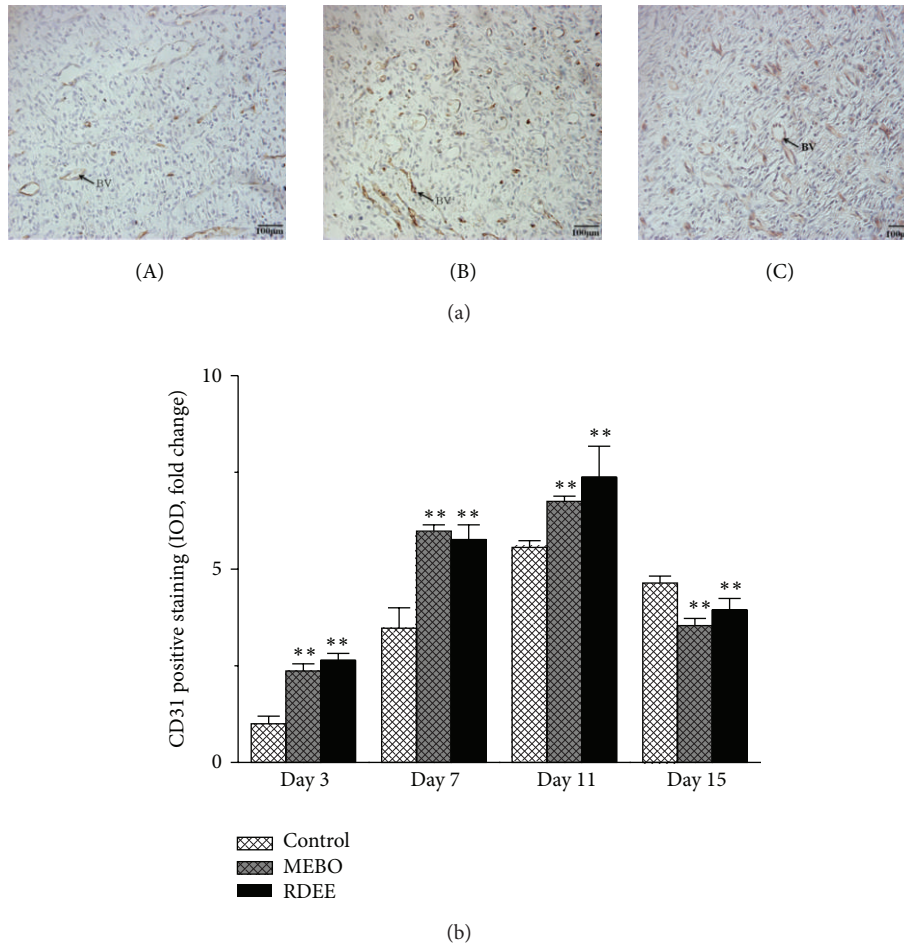 BV
100µm
BV
100µm
BV
100µm
(A)
(B)
(C)
(a)
10
5
0
CD31 positive staining (IOD, fold change)
** **
** **
** **
** **
Day 3 Day 7 Day 11 Day 15
Control
MEBO
RDEE
(b)